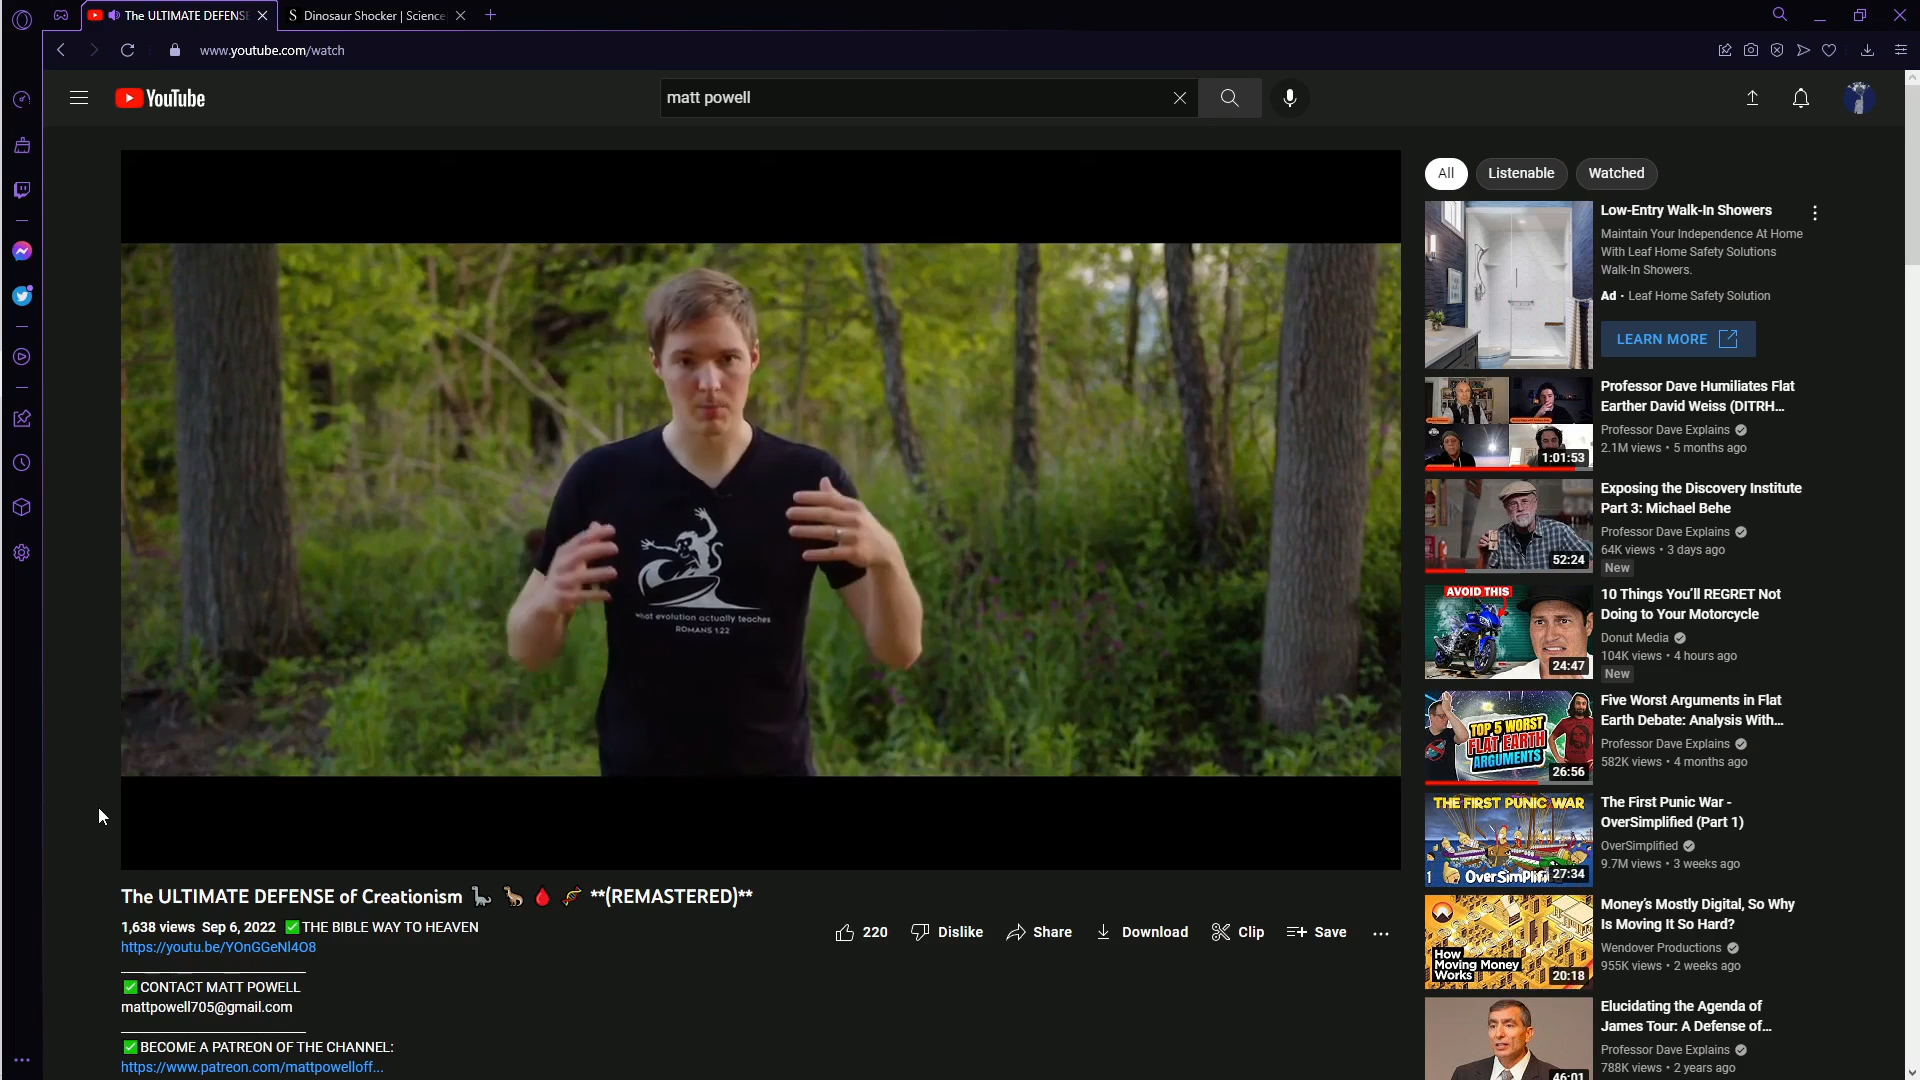 The ULTIMATE DEFENSE
Dinosaur Shocker | Science
www.youtube.com/watch
YouTube
matt powell
what evolution actually teaches
ROMANS 1:22
The ULTIMATE DEFENSE of Creationism 🦕 🦖 🩸 🧬 **(REMASTERED)**
1,638 views Sep 6, 2022 ✅THE BIBLE WAY TO HEAVEN
https://youtu.be/YOnGGeNl4O8
220
Dislike
Share
Download
Clip
Save
✅CONTACT MATT POWELL
mattpowell705@gmail.com
✅BECOME A PATREON OF THE CHANNEL:
https://www.patreon.com/mattpowelloff...
All
Listenable
Watched
Low-Entry Walk-In Showers
Maintain Your Independence At Home
With Leaf Home Safety Solutions
Walk-In Showers.
Ad · Leaf Home Safety Solution
LEARN MORE
1:01:53
Professor Dave Humiliates Flat
Earther David Weiss (DITRH...
Professor Dave Explains
2.1M views • 5 months ago
52:24
Exposing the Discovery Institute
Part 3: Michael Behe
Professor Dave Explains
64K views • 3 days ago
New
AVOID THIS
24:47
10 Things You'll REGRET Not
Doing to Your Motorcycle
Donut Media
104K views • 4 hours ago
New
TOP 5 WORST
FLAT EARTH
ARGUMENTS
26:56
Five Worst Arguments in Flat
Earth Debate: Analysis With...
Professor Dave Explains
582K views • 4 months ago
THE FIRST PUNIC WAR
1
OverSimplifi
27:34
The First Punic War -
OverSimplified (Part 1)
OverSimplified
9.7M views • 3 weeks ago
How
Moving Money
Works
20:18
Money's Mostly Digital, So Why
Is Moving It So Hard?
Wendover Productions
955K views • 2 weeks ago
46:01
Elucidating the Agenda of
James Tour: A Defense of...
Professor Dave Explains
788K views • 2 years ago